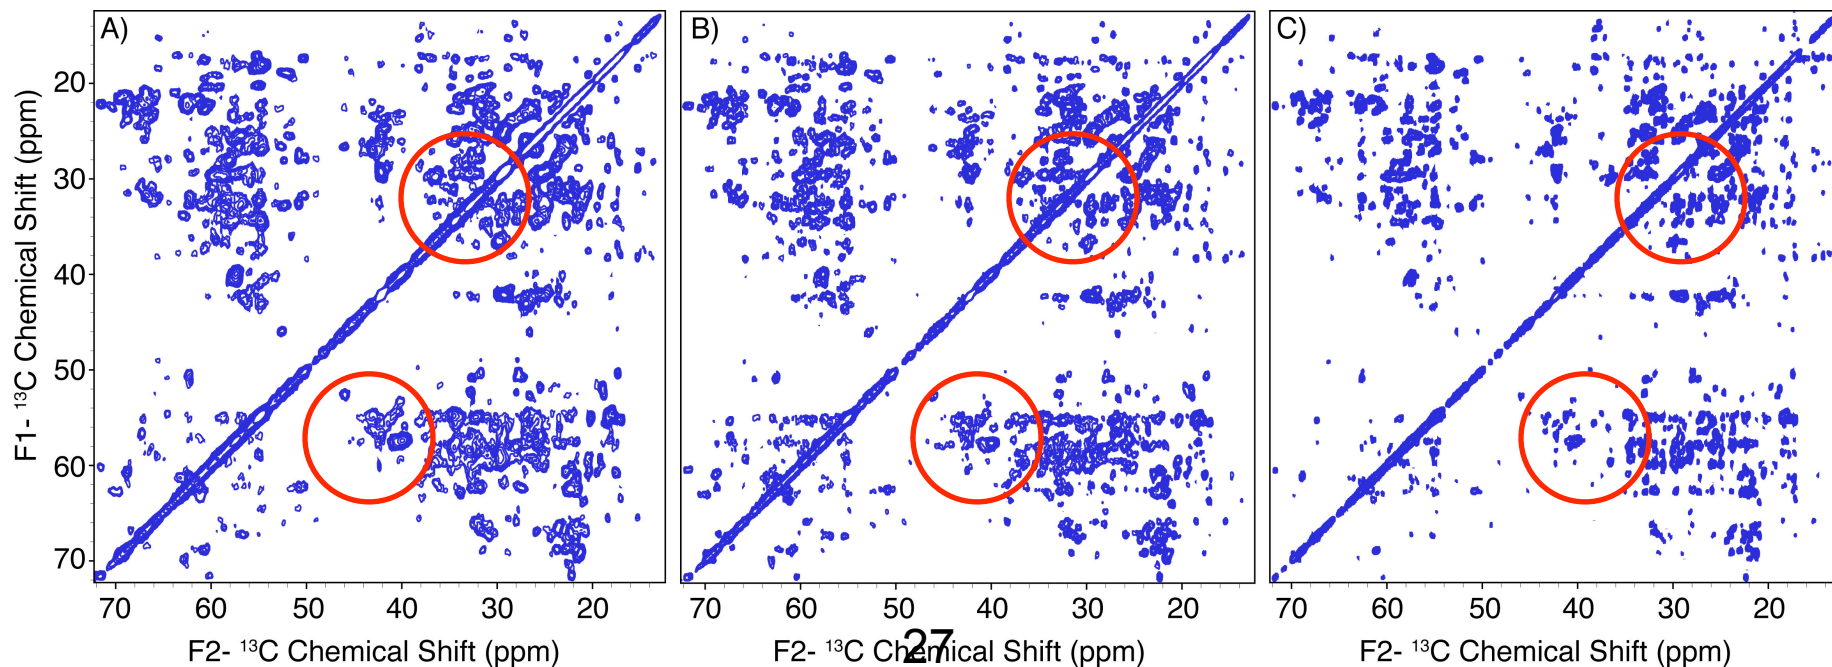 A) B) C)
20
30
40
50
60
70
F1- ¹³C Chemical Shift (ppm)
70 60 50 40 30 20 70 60 50 40 30 20 70 60 50 40 30 20
F2- ¹³C Chemical Shift (ppm) F2- ¹³C Chemical Shift (ppm) F2- ¹³C Chemical Shift (ppm)
27